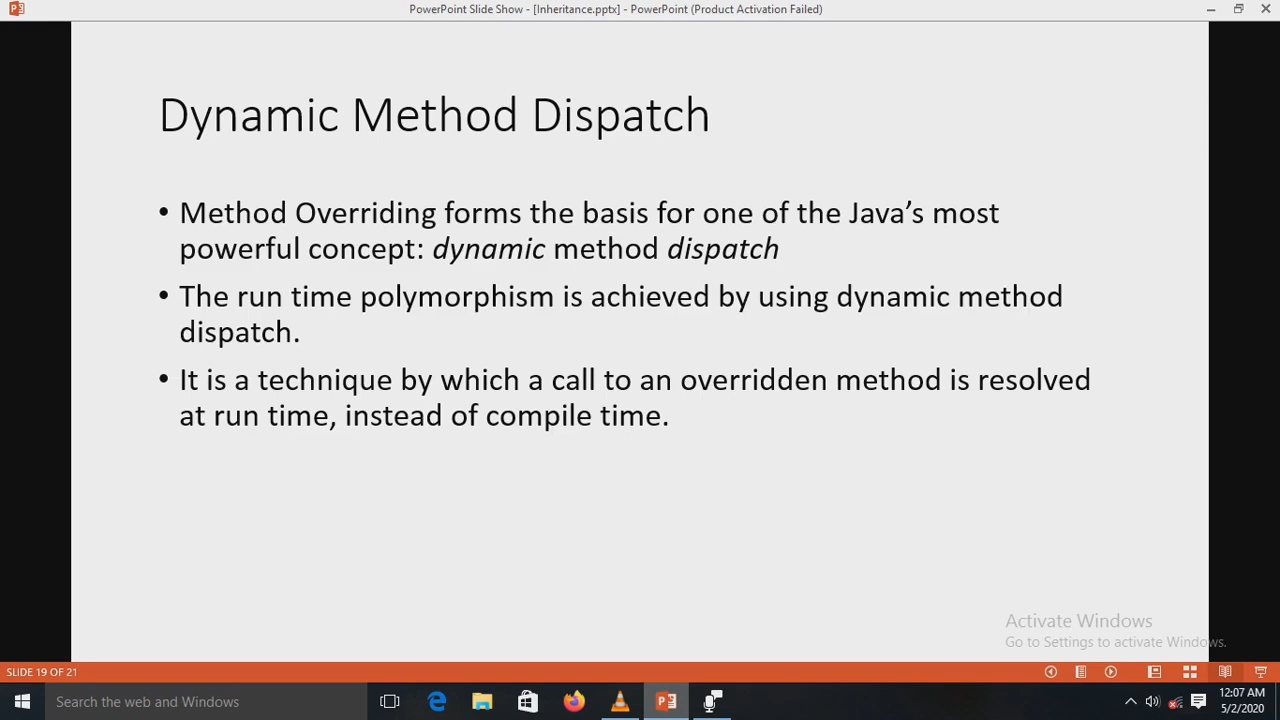 PowerPoint Slide Show - [Inheritance.pptx] - PowerPoint (Product Activation Failed)
Dynamic Method Dispatch
• Method Overriding forms the basis for one of the Java’s most
powerful concept: dynamic method dispatch
• The run time polymorphism is achieved by using dynamic method
dispatch.
• It is a technique by which a call to an overridden method is resolved
at run time, instead of compile time.
Activate Windows
Go to Settings to activate Windows.
SLIDE 19 OF 21
Search the web and Windows
12:07 AM
5/2/2020